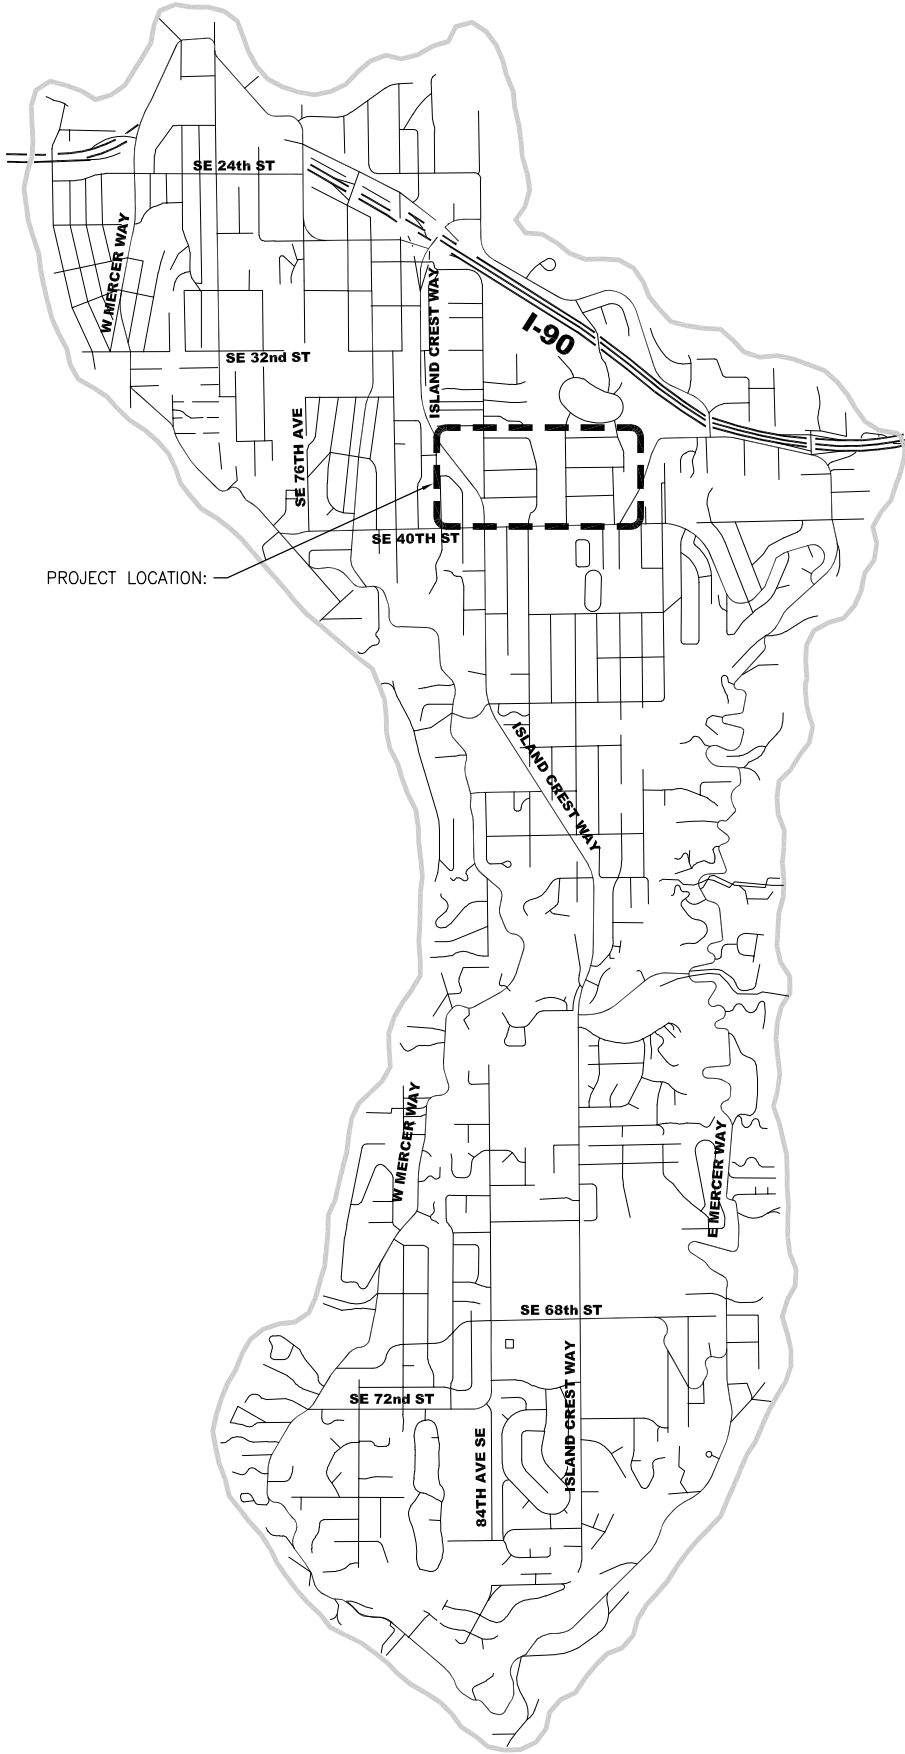 SE 24th ST
W MERCER WAY
ISLAND CREST WAY
I-90
SE 32nd ST
SE 76TH AVE
SE 40TH ST
PROJECT LOCATION:
ISLAND CREST WAY
W MERCER WAY
E MERCER WAY
SE 68th ST
ISLAND CREST WAY
SE 72nd ST
84TH AVE SE